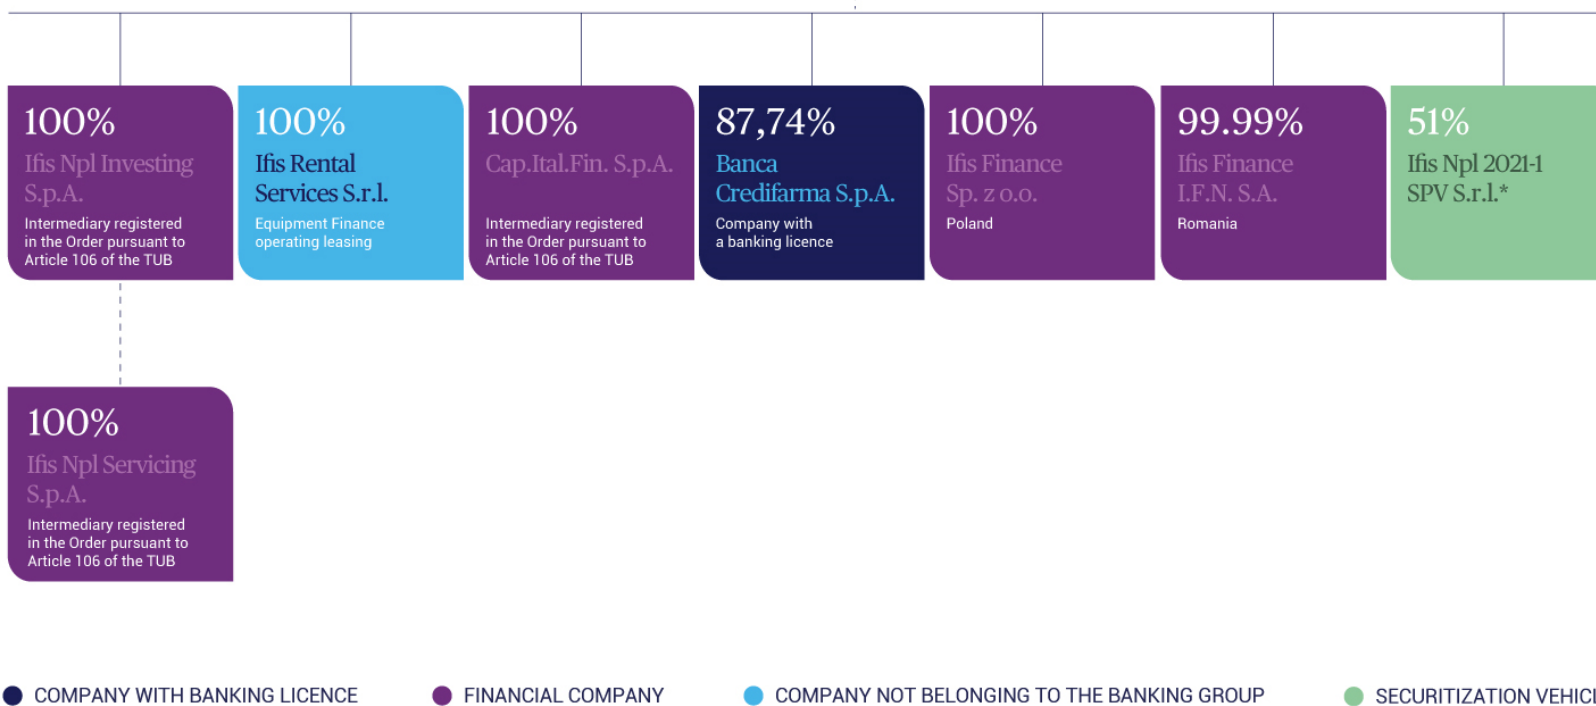 100%
Ifis Npl Investing
S.p.A.
Intermediary registered
in the Order pursuant to
Article 106 of the TUB
100%
Ifis Rental
Services S.r.l.
Equipment Finance
operating leasing
100%
Cap.Ital.Fin. S.p.A.
Intermediary registered
in the Order pursuant to
Article 106 of the TUB
87,74%
Banca
Credifarma S.p.A.
Company with
a banking licence
100%
Ifis Finance
Sp. z o.o.
Poland
99.99%
Ifis Finance
I.F.N. S.A.
Romania
51%
Ifis Npl 2021-1
SPV S.r.l.*
100%
Ifis Npl Servicing
S.p.A.
Intermediary registered
in the Order pursuant to
Article 106 of the TUB
COMPANY WITH BANKING LICENCE
FINANCIAL COMPANY
COMPANY NOT BELONGING TO THE BANKING GROUP
SECURITIZATION VEHICL